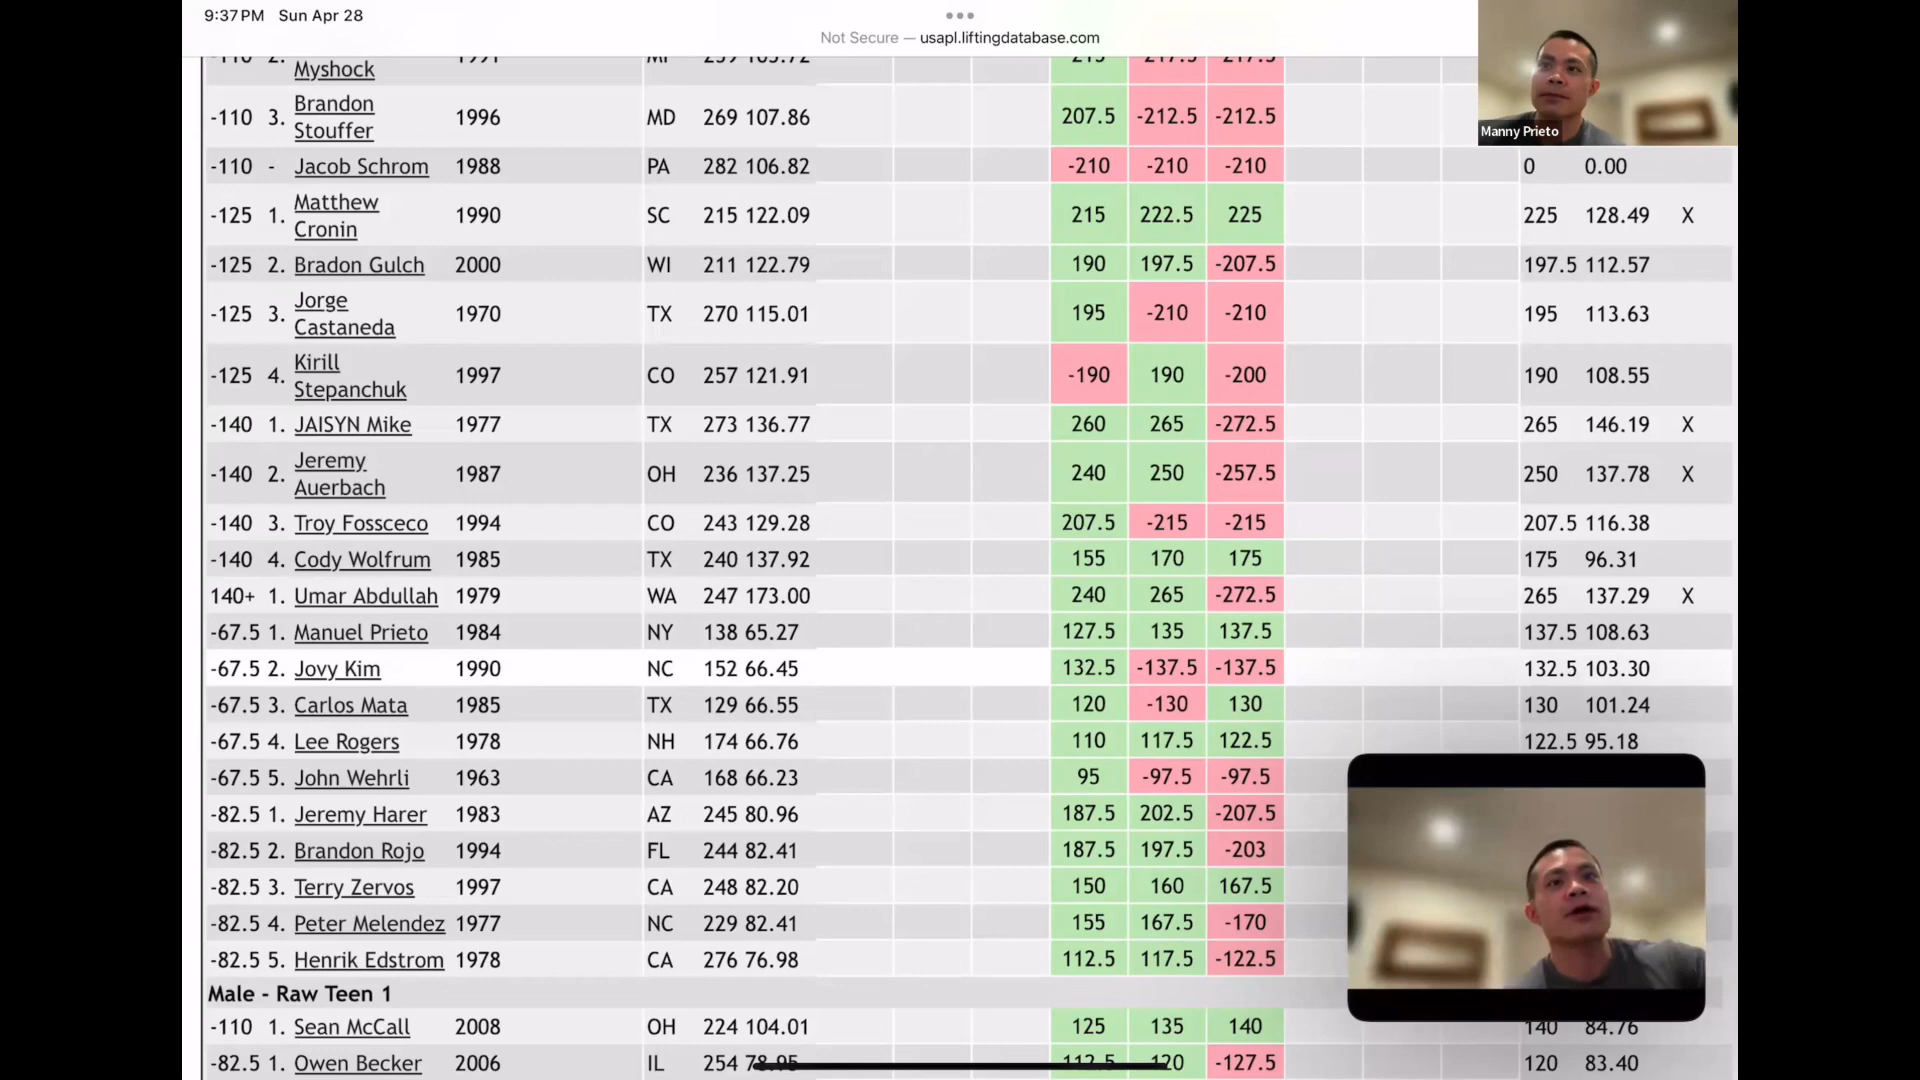 9:37 PM Sun Apr 28
Not Secure — usapl.liftingdatabase.com
Manny Prieto
Myshock
-110 3. Brandon Stouffer 1996 MD 269 107.86 207.5 -212.5 -212.5
-110 - Jacob Schrom 1988 PA 282 106.82 -210 -210 -210 0 0.00
-125 1. Matthew Cronin 1990 SC 215 122.09 215 222.5 225 225 128.49 X
-125 2. Bradon Gulch 2000 WI 211 122.79 190 197.5 -207.5 197.5 112.57
-125 3. Jorge Castaneda 1970 TX 270 115.01 195 -210 -210 195 113.63
-125 4. Kirill Stepanchuk 1997 CO 257 121.91 -190 190 -200 190 108.55
-140 1. JAISYN Mike 1977 TX 273 136.77 260 265 -272.5 265 146.19 X
-140 2. Jeremy Auerbach 1987 OH 236 137.25 240 250 -257.5 250 137.78 X
-140 3. Troy Fossceco 1994 CO 243 129.28 207.5 -215 -215 207.5 116.38
-140 4. Cody Wolfrum 1985 TX 240 137.92 155 170 175 175 96.31
140+ 1. Umar Abdullah 1979 WA 247 173.00 240 265 -272.5 265 137.29 X
-67.5 1. Manuel Prieto 1984 NY 138 65.27 127.5 135 137.5 137.5 108.63
-67.5 2. Jovy Kim 1990 NC 152 66.45 132.5 -137.5 -137.5 132.5 103.30
-67.5 3. Carlos Mata 1985 TX 129 66.55 120 -130 130 130 101.24
-67.5 4. Lee Rogers 1978 NH 174 66.76 110 117.5 122.5 122.5 95.18
-67.5 5. John Wehrli 1963 CA 168 66.23 95 -97.5 -97.5
-82.5 1. Jeremy Harer 1983 AZ 245 80.96 187.5 202.5 -207.5
-82.5 2. Brandon Rojo 1994 FL 244 82.41 187.5 197.5 -203
-82.5 3. Terry Zervos 1997 CA 248 82.20 150 160 167.5
-82.5 4. Peter Melendez 1977 NC 229 82.41 155 167.5 -170
-82.5 5. Henrik Edstrom 1978 CA 276 76.98 112.5 117.5 -122.5
Male - Raw Teen 1
-110 1. Sean McCall 2008 OH 224 104.01 125 135 140 140 84.76
-82.5 1. Owen Becker 2006 IL 254 78.95 112.5 120 -127.5 120 83.40